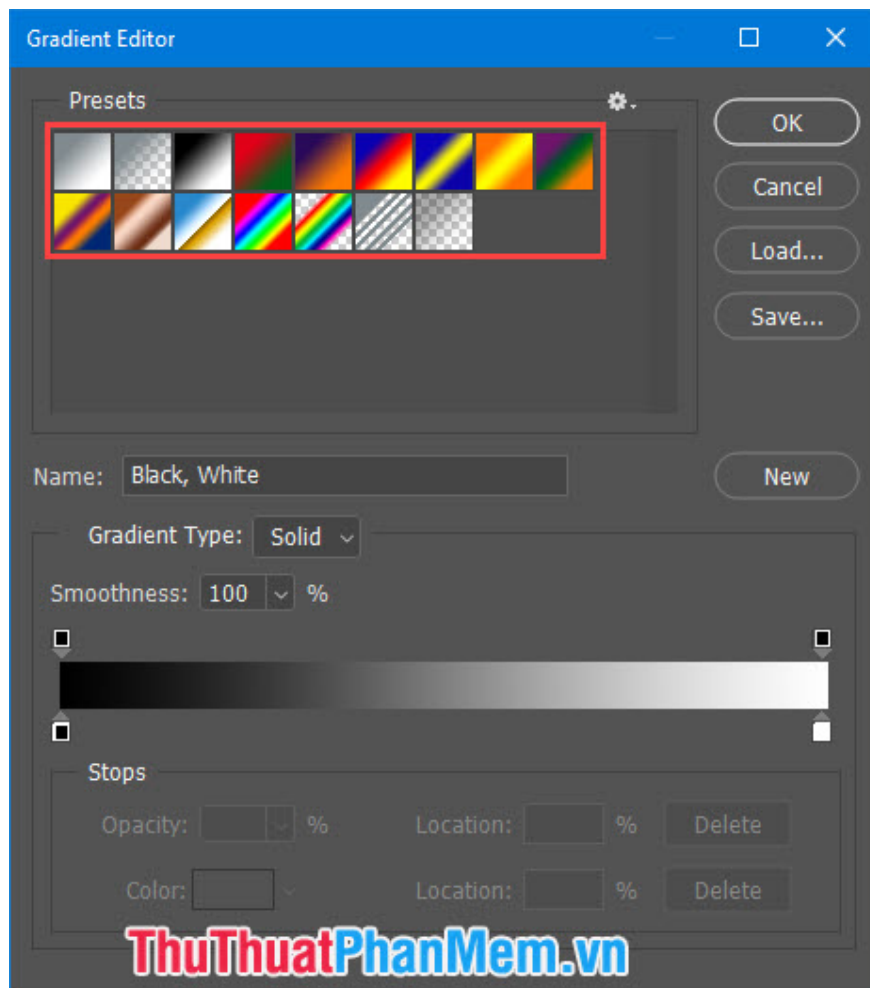 Gradient Editor
Presets
OK
Cancel
Load...
Save...
Name: Black, White
New
Gradient Type: Solid
Smoothness: 100 %
Stops
Opacity: % Location: % Delete
Color: Location: % Delete
ThuThuatPhanMem.vn